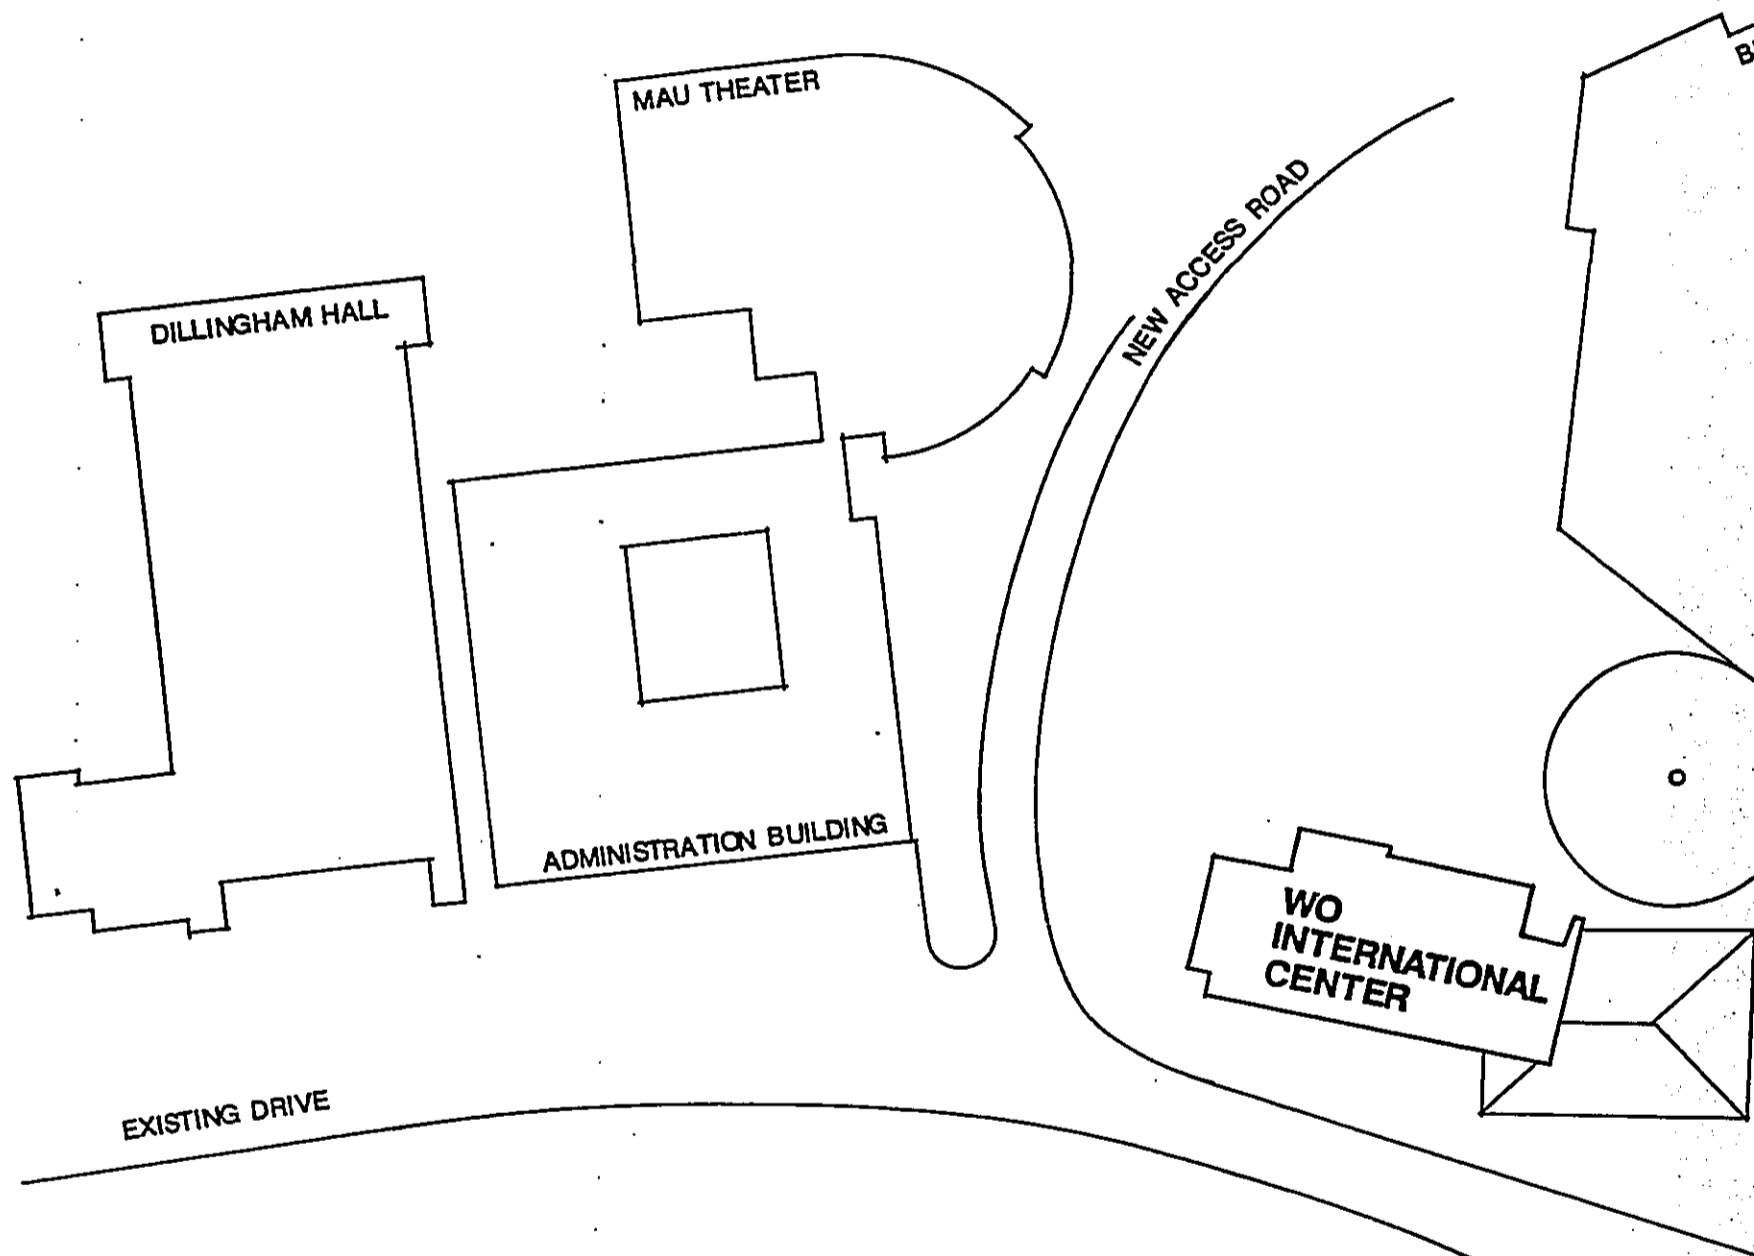 MAU THEATER
B
NEW ACCESS ROAD
DILLINGHAM HALL
ADMINISTRATION BUILDING
WO
INTERNATIONAL
CENTER
EXISTING DRIVE